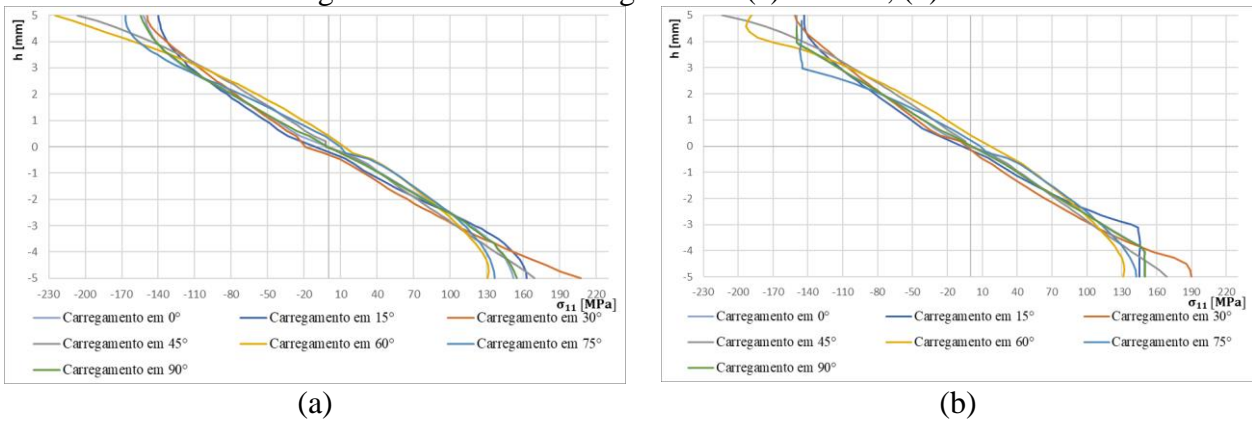 h [mm]
5
4
3
2
1
0
-1
-2
-3
-4
-5
-230 -200 -170 -140 -110 -80 -50 -20 10 40 70 100 130 160 190 220
σ₁₁ [MPa]
Carregamento em 0° Carregamento em 15° Carregamento em 30°
Carregamento em 45° Carregamento em 60° Carregamento em 75°
Carregamento em 90°
(a)
h [mm]
5
4
3
2
1
0
-1
-2
-3
-4
-5
-230 -200 -170 -140 -110 -80 -50 -20 10 40 70 100 130 160 190 220
σ₁₁ [MPa]
Carregamento em 0° Carregamento em 15° Carregamento em 30°
Carregamento em 45° Carregamento em 60° Carregamento em 75°
Carregamento em 90°
(b)